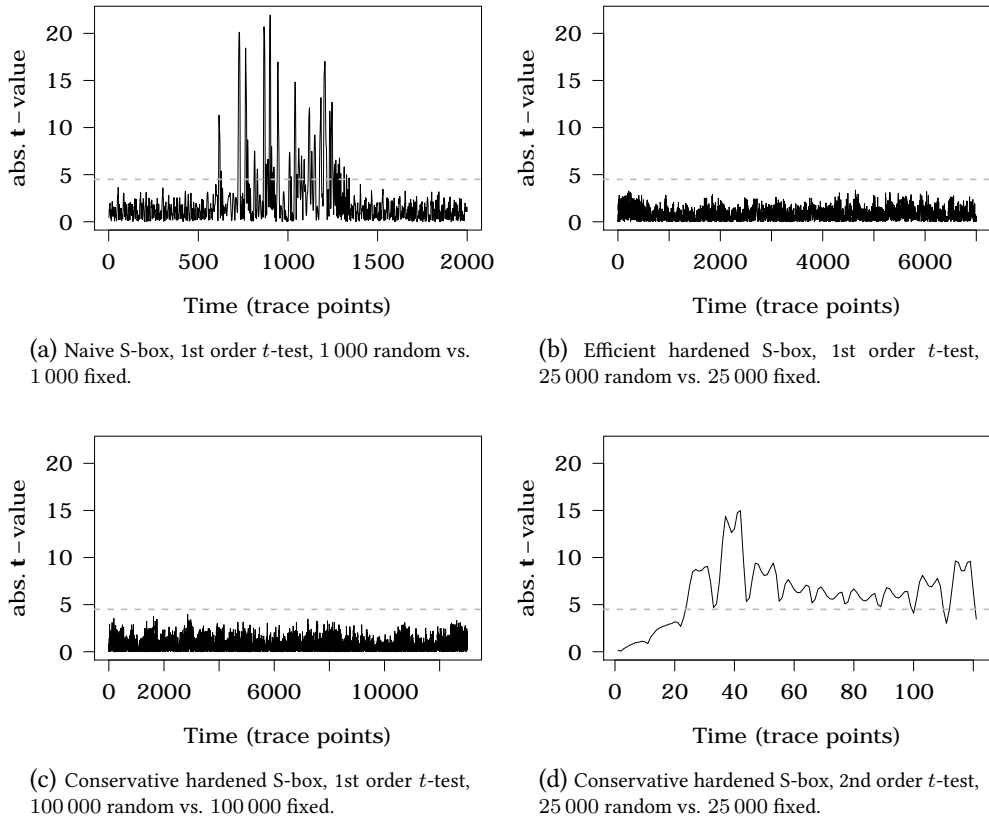 abs. t−value
0
5
10
15
20
0 500 1000 1500 2000
Time (trace points)
(a) Naive S-box, 1st order t-test, 1 000 random vs.
1 000 fixed.
abs. t−value
0
5
10
15
20
0 2000 4000 6000
Time (trace points)
(b) Efficient hardened S-box, 1st order t-test,
25 000 random vs. 25 000 fixed.
abs. t−value
0
5
10
15
20
0 2000 6000 10000
Time (trace points)
(c) Conservative hardened S-box, 1st order t-test,
100 000 random vs. 100 000 fixed.
abs. t−value
0
5
10
15
20
0 20 40 60 80 100
Time (trace points)
(d) Conservative hardened S-box, 2nd order t-test,
25 000 random vs. 25 000 fixed.